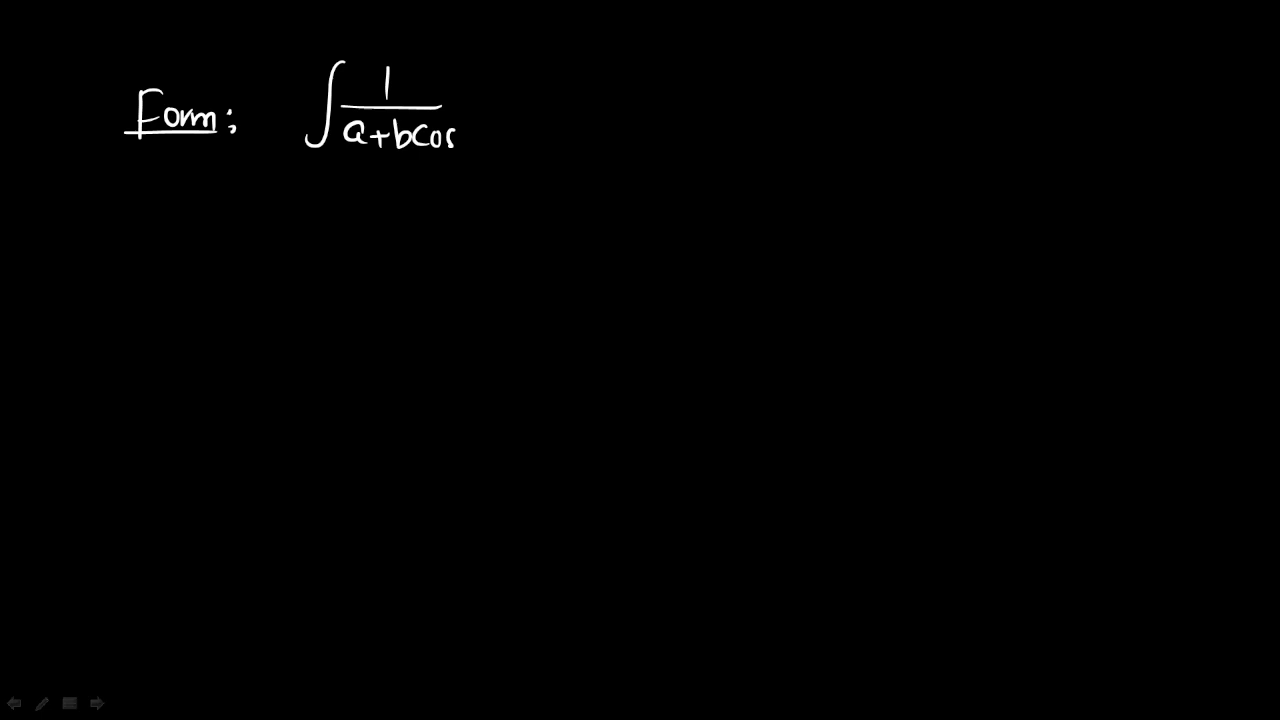 Form: ∫ 1/(a+bcos